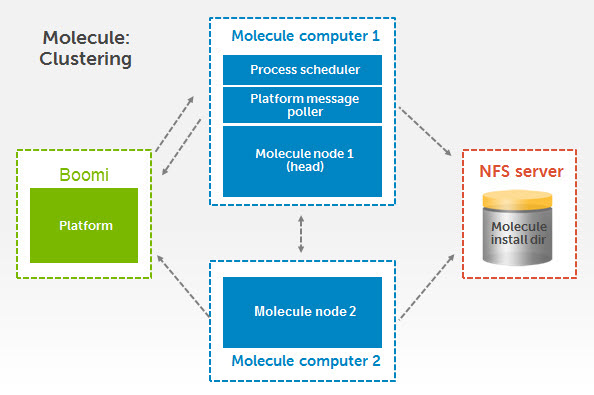 Molecule:
Clustering
Molecule computer 1
Process scheduler
Platform message
poller
Molecule node 1
(head)
Boomi
Platform
NFS server
Molecule
install dir
Molecule node 2
Molecule computer 2